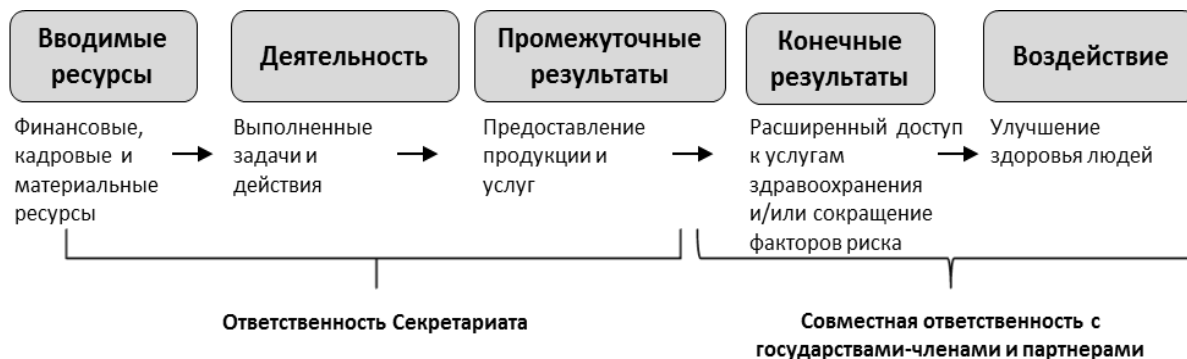 Вводимые
ресурсы
Деятельность
Промежуточные
результаты
Конечные
результаты
Воздействие
Финансовые,
кадровые и
материальные
ресурсы
Выполненные
задачи и
действия
Предоставление
продукции и
услуг
Расширенный доступ
к услугам
здравоохранения
и/или сокращение
факторов риска
Улучшение
здоровья людей
Ответственность Секретариата
Совместная ответственность с
государствами-членами и партнерами